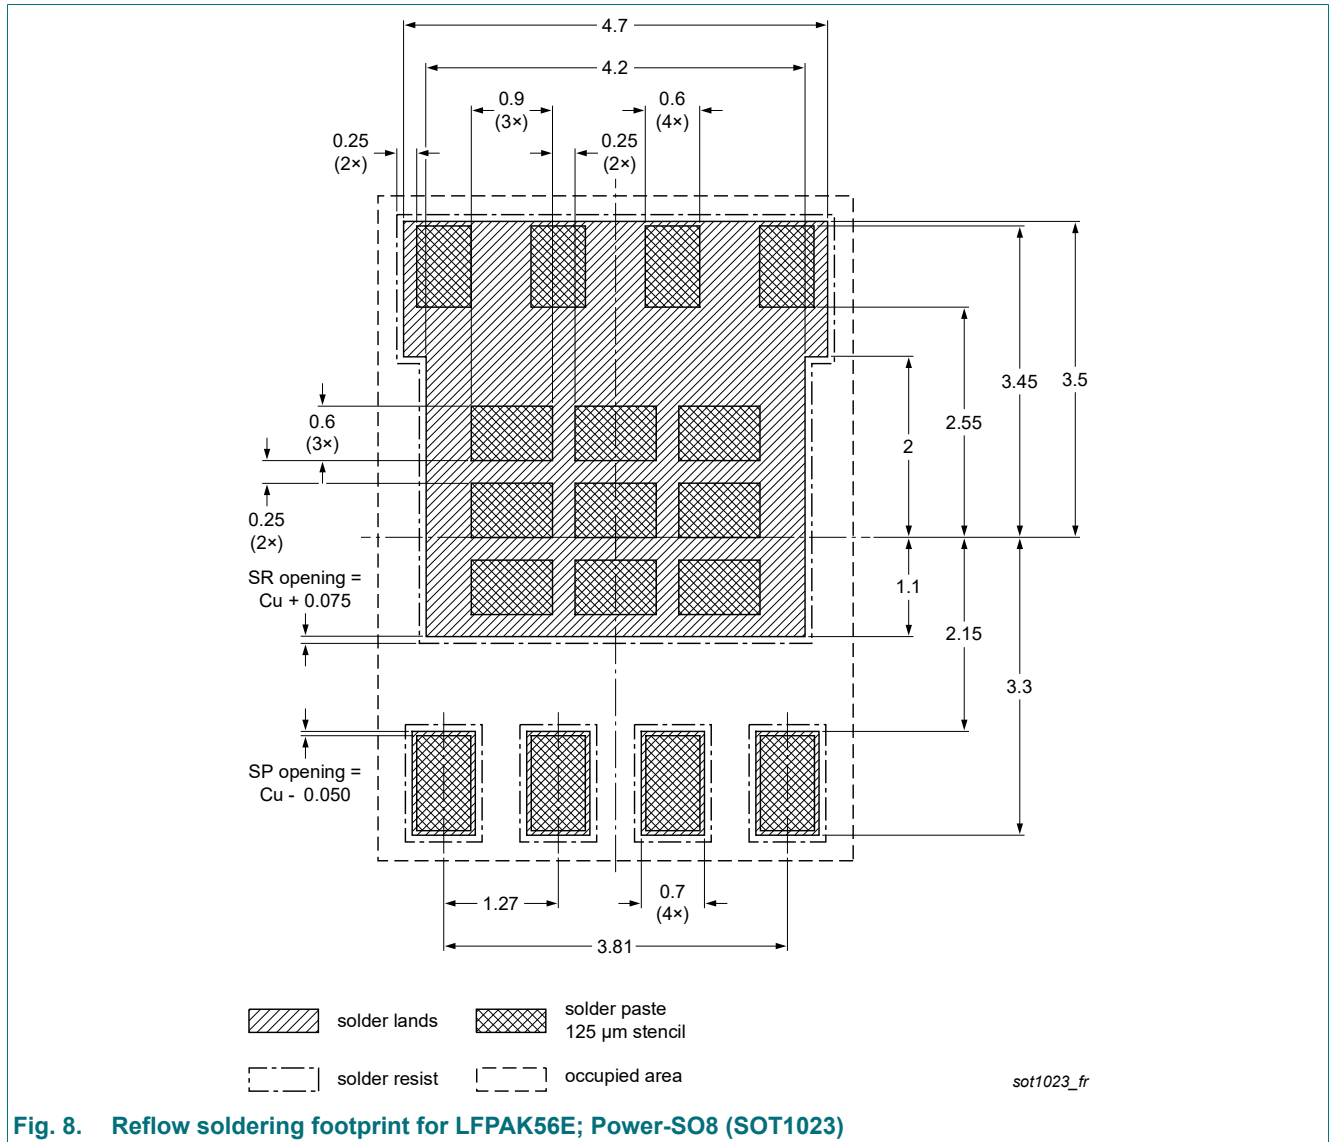 4.7
4.2
0.9
(3×)
0.6
(4×)
0.25
(2×)
0.25
(2×)
3.45
3.5
2.55
2
0.6
(3×)
0.25
(2×)
SR opening =
Cu + 0.075
1.1
2.15
3.3
SP opening =
Cu - 0.050
1.27
0.7
(4×)
3.81
solder lands
solder paste
125 µm stencil
solder resist
occupied area
sot1023_fr
Fig. 8. Reflow soldering footprint for LFPAK56E; Power-SO8 (SOT1023)